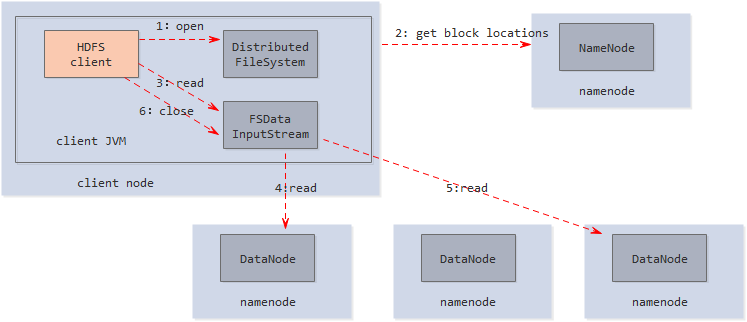 1: open
2: get block locations
HDFS
client
Distributed
FileSystem
NameNode
3: read
namenode
6: close
FSData
InputStream
client JVM
client node
4:read
5:read
DataNode
DataNode
DataNode
namenode
namenode
namenode